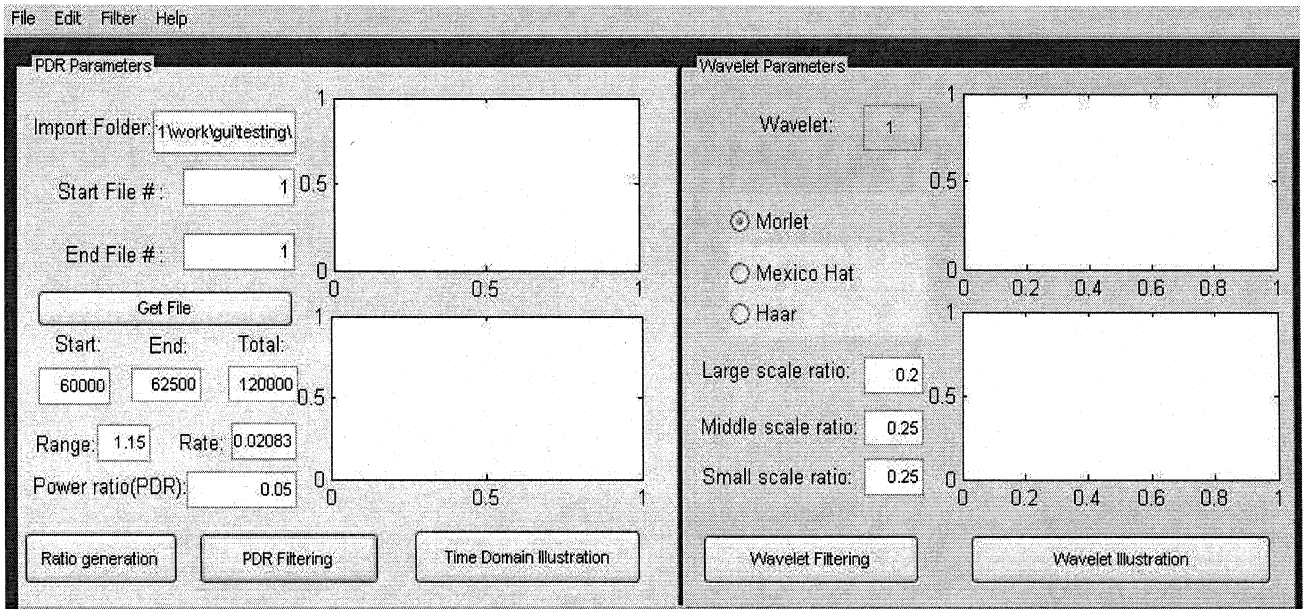 File Edit Filter Help
PDR Parameters
Import Folder: '1\work\gui\testing\
Start File #: 1
End File #: 1
Get File
Start: End: Total:
60000 62500 120000
Range: 1.15 Rate: 0.02083
Power ratio(PDR): 0.05
Ratio generation PDR Filtering Time Domain Illustration
1
0.5
0
0.5 1
1
0.5
0
0 0.5 1
Wavelet Parameters
Wavelet: 1
Morlet
Mexico Hat
Haar
Large scale ratio: 0.2
Middle scale ratio: 0.25
Small scale ratio: 0.25
Wavelet Filtering Wavelet Illustration
1
0.5
0
0 0.2 0.4 0.6 0.8 1
1
0.5
0
0 0.2 0.4 0.6 0.8 1